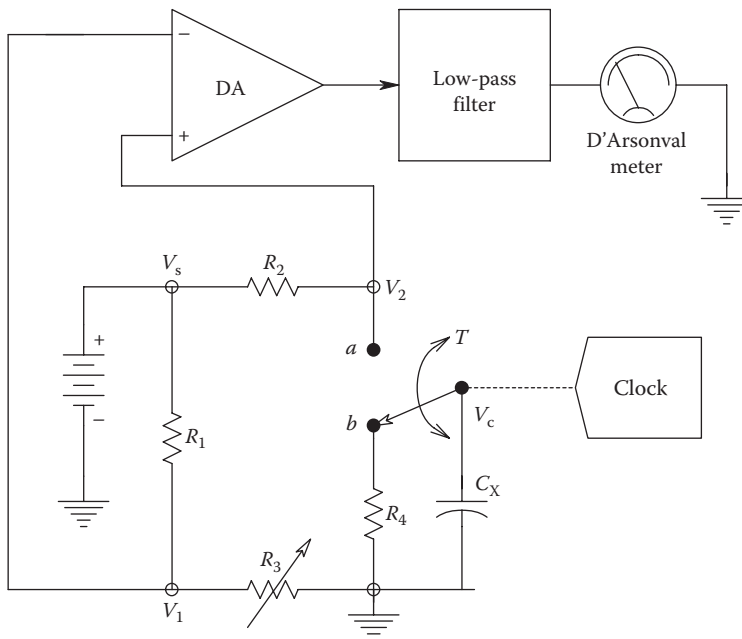 −
DA
+
Low-pass
filter
D'Arsonval
meter
Vs
R2
V2
+
−
a
T
b
Clock
Vc
R1
CX
R4
R3
V1